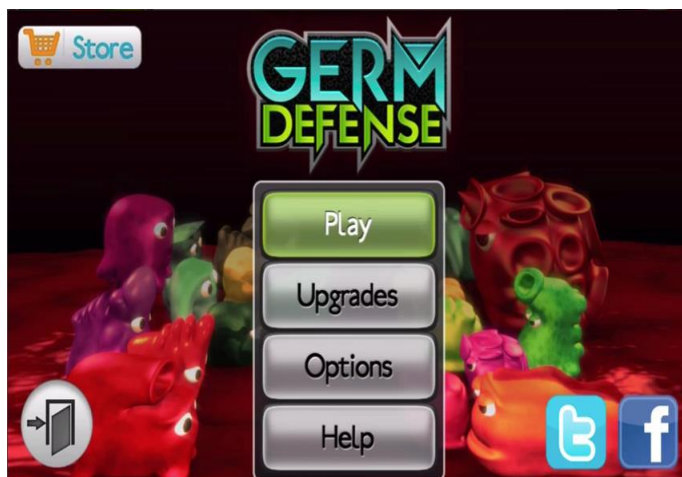 Store
GERM
DEFENSE
Play
Upgrades
Options
Help